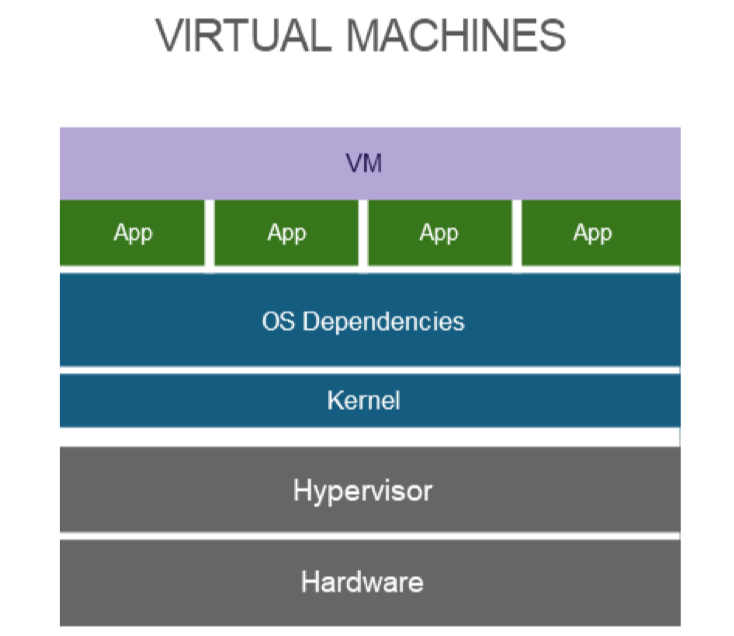 VIRTUAL MACHINES
VM
App App App App
OS Dependencies
Kernel
Hypervisor
Hardware